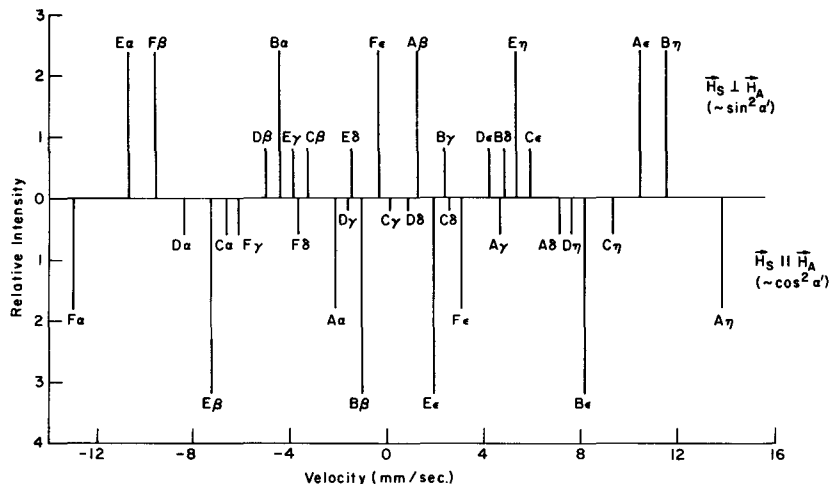 3
Eα Fβ Bα Fϵ Aβ Eη Aϵ Bη
H⃗S ⊥ H⃗A
(~sin² α')
2
Dβ Eγ Cβ Eδ Bγ Dϵ Bδ Cϵ
1
0
Dα Cα Fγ Fδ Dγ Cγ Dδ Cδ Aγ Aδ Dη Cη
1
H⃗S || H⃗A
(~cos² α')
Relative Intensity
2
Fα Aα Fϵ Aη
3
Eβ Bβ Eϵ Bϵ
4
-12 -8 -4 0 4 8 12 16
Velocity (mm/sec.)